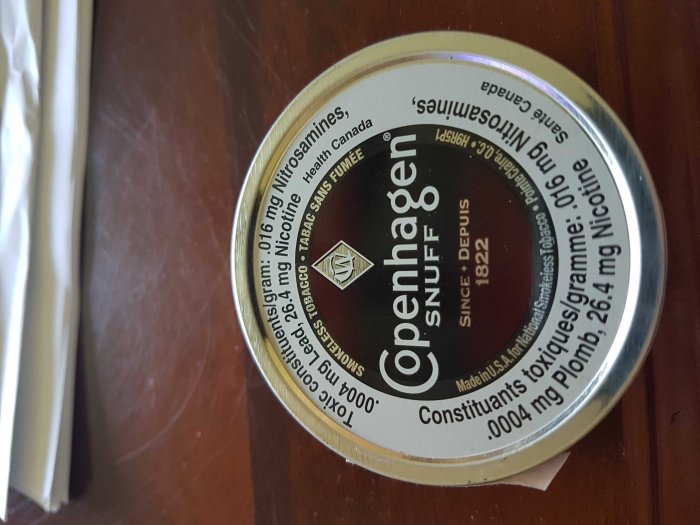 Toxic constituents/gram: .016 mg Nitrosamines,
.0004 mg Lead, 26.4 mg Nicotine Health Canada
SMOKELESS TOBACCO • TABAC SANS FUMÉE
Copenhagen®
SNUFF
SINCE • DEPUIS
1822
Made in U.S.A. for National Smokeless Tobacco • Pointe Claire, Q.C. • H9R5P1
Constituants toxiques/gramme: .016 mg Nitrosamines,
.0004 mg Plomb, 26.4 mg Nicotine Santé Canada